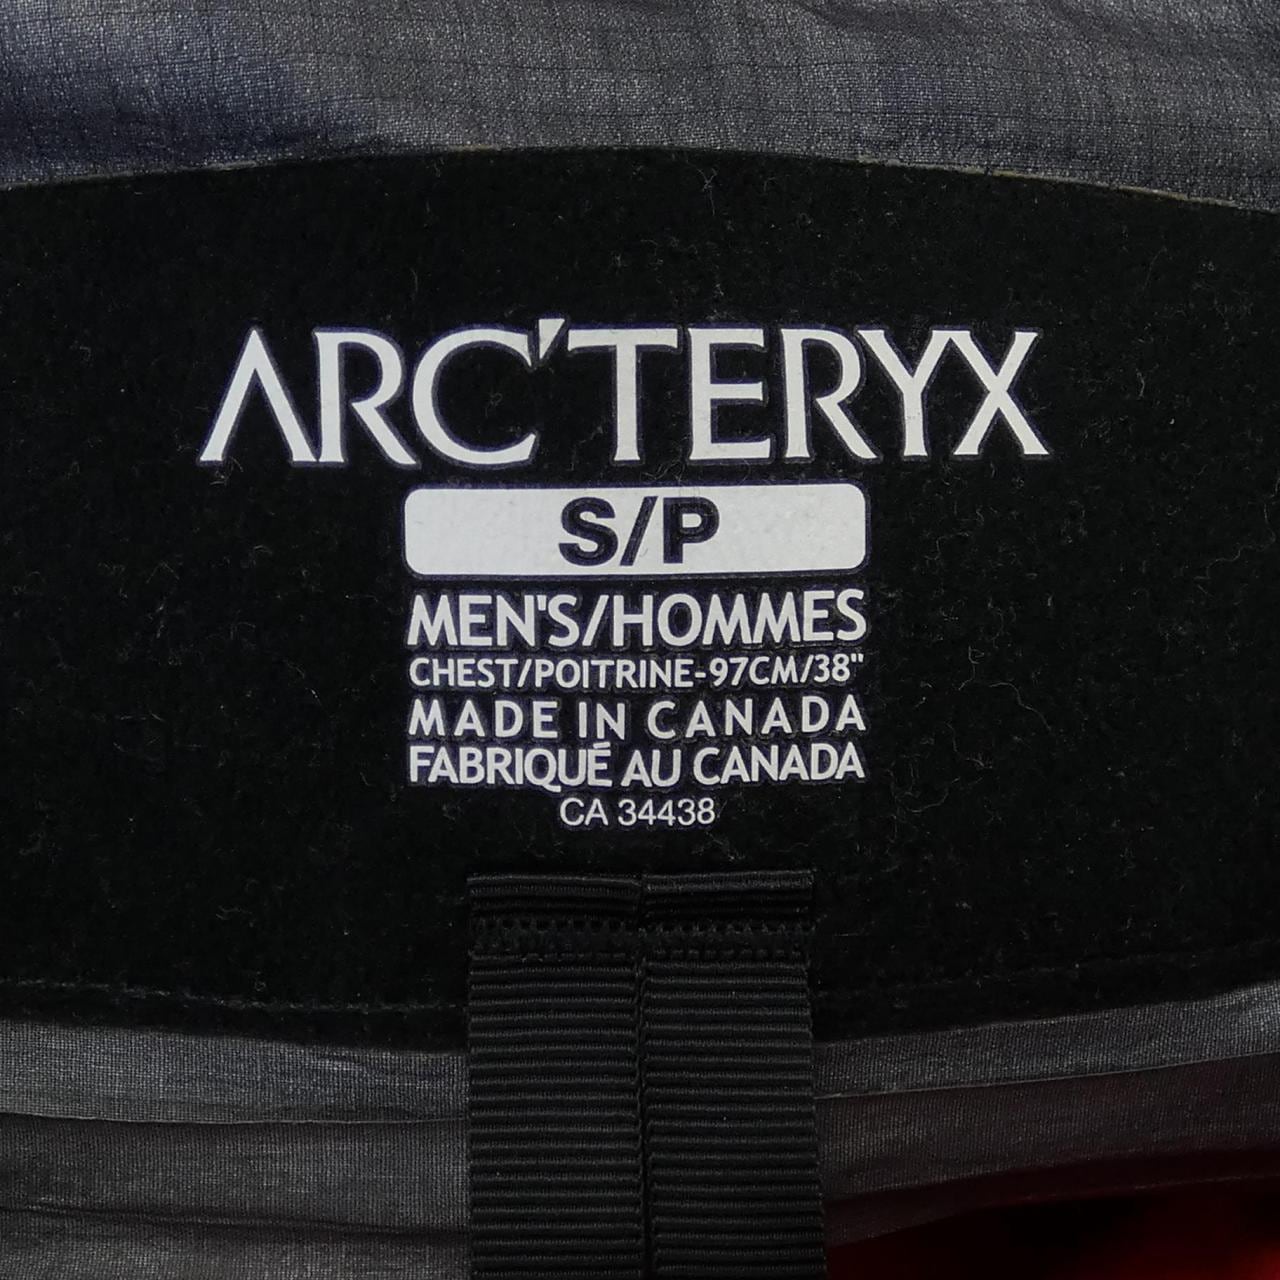 ARC'TERYX
S/P
MEN'S/HOMMES
CHEST/POITRINE-97CM/38"
MADE IN CANADA
FABRIQUÉ AU CANADA
CA 34438